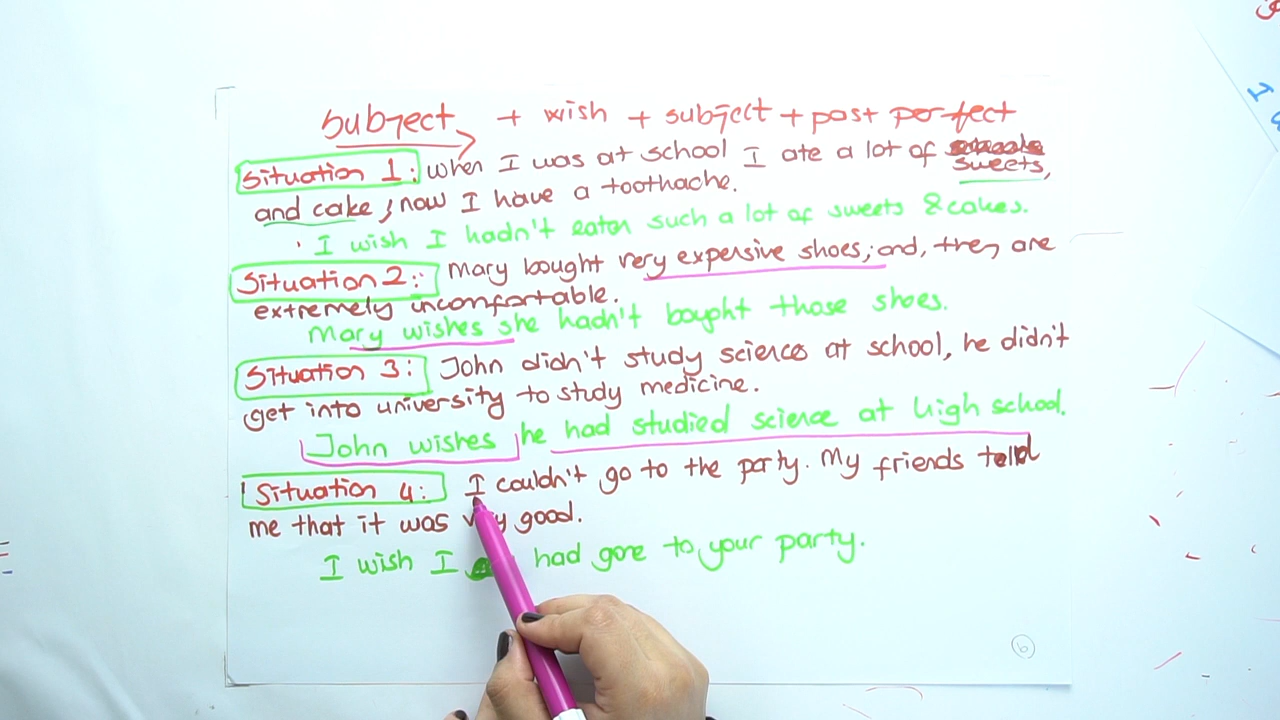 subject + wish + subject + past perfect
Situation 1: When I was at school I ate a lot of sweets,
and cake, now I have a toothache.
I wish I hadn't eaten such a lot of sweets & cakes.
Situation 2: Mary bought very expensive shoes, and, they are
extremely uncomfortable.
Mary wishes she hadn't bought those shoes.
Situation 3: John didn't study science at school, he didn't
get into university to study medicine.
John wishes he had studied science at high school.
Situation 4: I couldn't go to the party. My friends told
me that it was good.
I wish I had gone to your party.
6